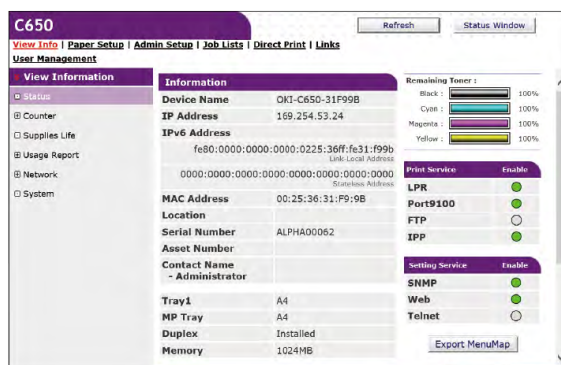 C650
Refresh
Status Window
View Info | Paper Setup | Admin Setup | Job Lists | Direct Print | Links
User Management
View Information
Status
Counter
Supplies Life
Usage Report
Network
System
Information
Device Name OKI-C650-31F99B
IP Address 169.254.53.24
IPv6 Address
fe80:0000:0000:0000:0225:36ff:fe31:f99b
Link-Local Address
0000:0000:0000:0000:0000:0000:0000:0000
Stateless Address
MAC Address 00:25:36:31:F9:9B
Location
Serial Number ALPHA00062
Asset Number
Contact Name
- Administrator
Tray1 A4
MP Tray A4
Duplex Installed
Memory 1024MB
Remaining Toner :
Black : 100%
Cyan : 100%
Magenta : 100%
Yellow : 100%
Print Service Enable
LPR
Port9100
FTP
IPP
Setting Service Enable
SNMP
Web
Telnet
Export MenuMap